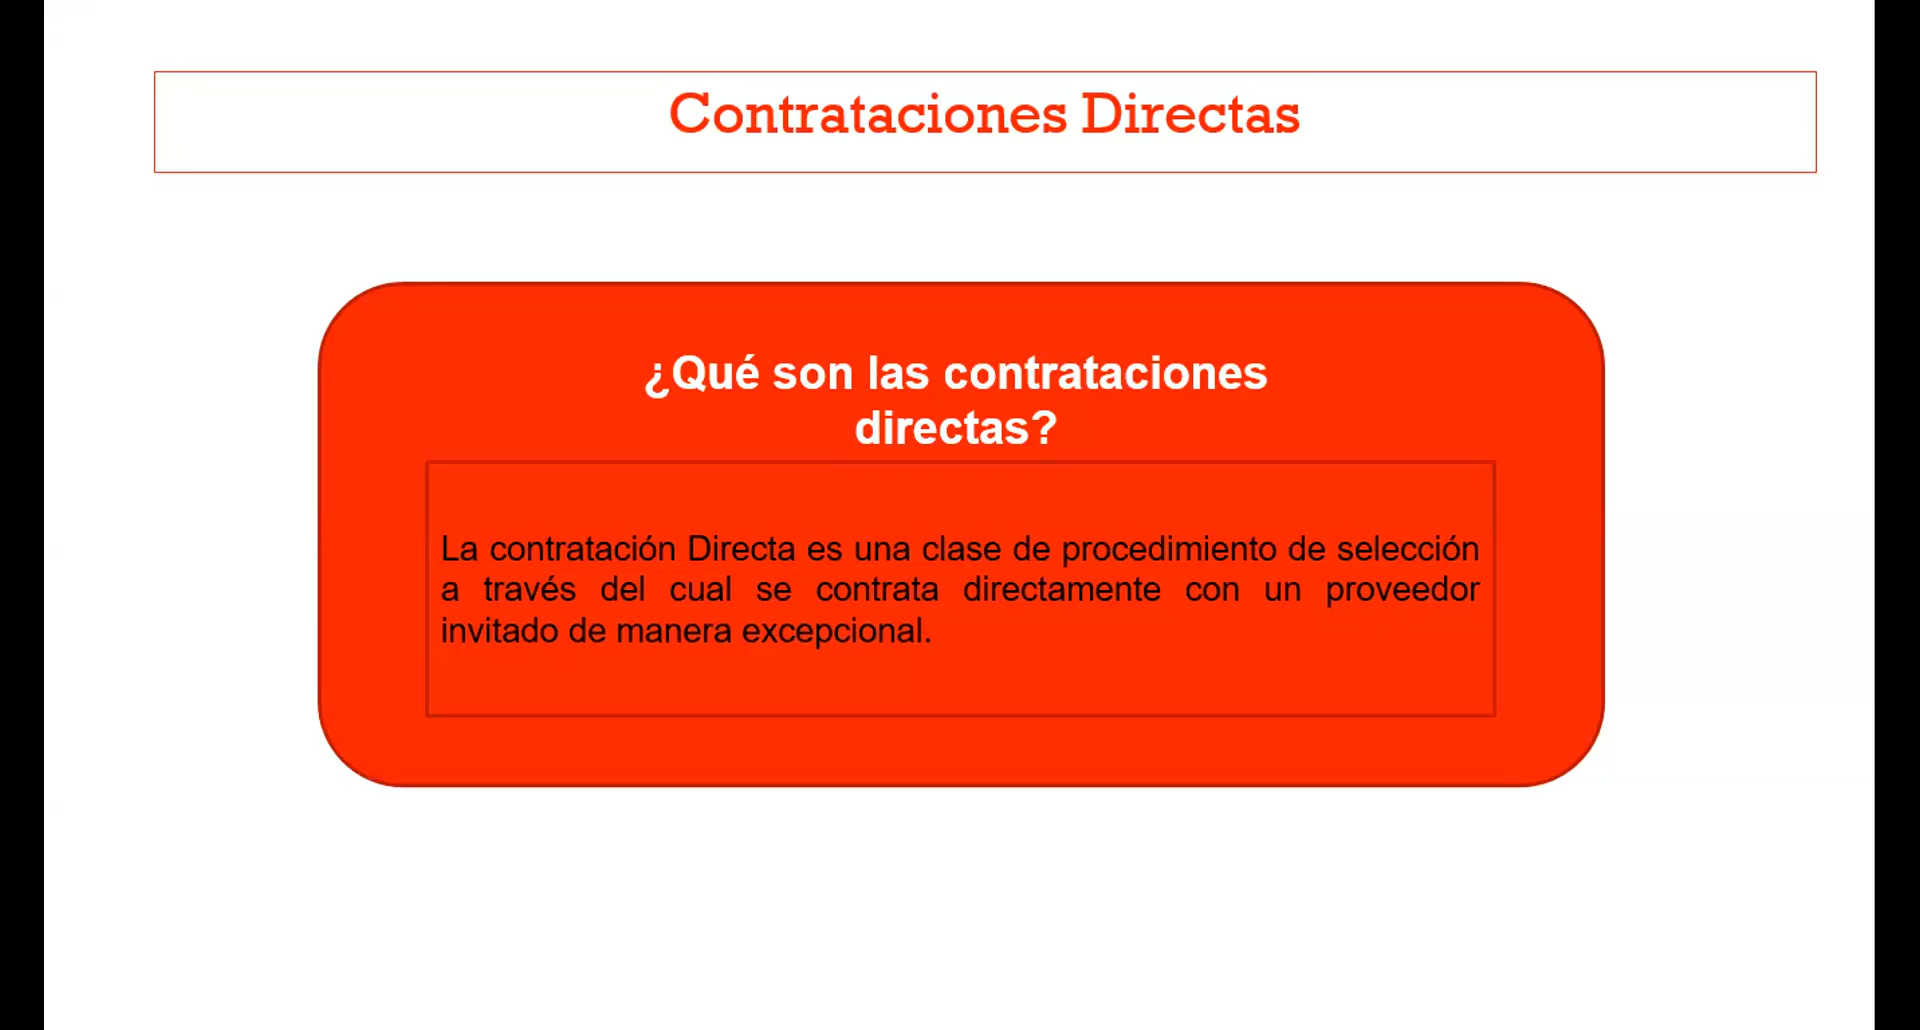 Contrataciones Directas
¿Qué son las contrataciones
directas?
La contratación Directa es una clase de procedimiento de selección
a través del cual se contrata directamente con un proveedor
invitado de manera excepcional.